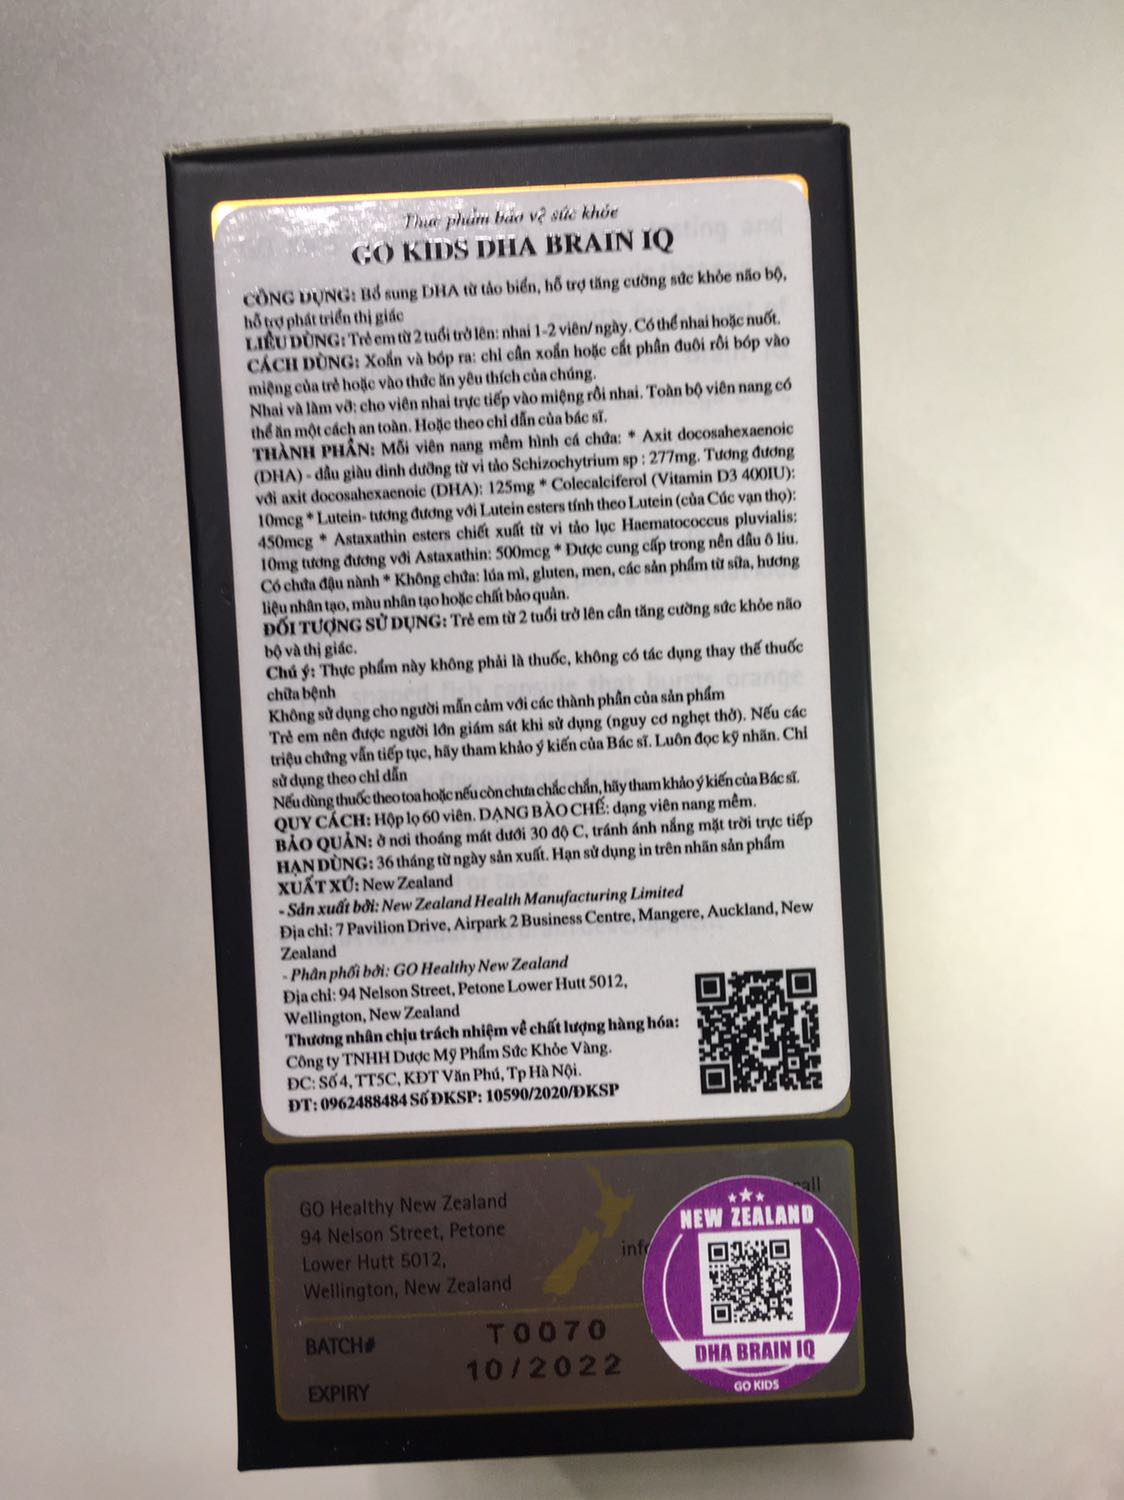 Thực phẩm bảo vệ sức khỏe
GO KIDS DHA BRAIN IQ
CÔNG DỤNG: Bổ sung DHA từ tảo biển, hỗ trợ tăng cường sức khỏe não bộ,
hỗ trợ phát triển thị giác
LIỀU DÙNG: Trẻ em từ 2 tuổi trở lên: nhai 1-2 viên/ ngày. Có thể nhai hoặc nuốt.
CÁCH DÙNG: Xoắn và bóp ra: chỉ cần xoắn hoặc cắt phần đuôi rồi bóp vào
miệng của trẻ hoặc vào thức ăn yêu thích của chúng.
Nhai và làm vỡ: cho viên nhai trực tiếp vào miệng rồi nhai. Toàn bộ viên nang có
thể ăn một cách an toàn. Hoặc theo chỉ dẫn của bác sĩ.
THÀNH PHẦN: Mỗi viên nang mềm hình cá chứa: * Axit docosahexaenoic
(DHA) - dầu giàu dinh dưỡng từ vi tảo Schizochytrium sp : 277mg. Tương đương
với axit docosahexaenoic (DHA): 125mg * Colecalciferol (Vitamin D3 400IU):
10mcg * Lutein- tương đương với Lutein esters tính theo Lutein (của Cúc vạn thọ):
450mcg * Astaxathin esters chiết xuất từ vi tảo lục Haematococcus pluvialis:
10mg tương đương với Astaxathin: 500mcg * Được cung cấp trong nền dầu ô liu.
Có chứa đậu nành * Không chứa: lúa mì, gluten, men, các sản phẩm từ sữa, hương
liệu nhân tạo, màu nhân tạo hoặc chất bảo quản.
ĐỐI TƯỢNG SỬ DỤNG: Trẻ em từ 2 tuổi trở lên cần tăng cường sức khỏe não
bộ và thị giác.
Chú ý: Thực phẩm này không phải là thuốc, không có tác dụng thay thế thuốc
chữa bệnh
Không sử dụng cho người mẫn cảm với các thành phần của sản phẩm
Trẻ em nên được người lớn giám sát khi sử dụng (nguy cơ nghẹt thở). Nếu các
triệu chứng vẫn tiếp tục, hãy tham khảo ý kiến của Bác sĩ. Luôn đọc kỹ nhãn. Chỉ
sử dụng theo chỉ dẫn
Nếu dùng thuốc theo toa hoặc nếu còn chưa chắc chắn, hãy tham khảo ý kiến của Bác sĩ.
QUY CÁCH: Hộp lọ 60 viên. DẠNG BÀO CHẾ: dạng viên nang mềm.
BẢO QUẢN: ở nơi thoáng mát dưới 30 độ C, tránh ánh nắng mặt trời trực tiếp
HẠN DÙNG: 36 tháng từ ngày sản xuất. Hạn sử dụng in trên nhãn sản phẩm
XUẤT XỨ: New Zealand
- Sản xuất bởi: New Zealand Health Manufacturing Limited
Địa chỉ: 7 Pavilion Drive, Airpark 2 Business Centre, Mangere, Auckland, New
Zealand
- Phân phối bởi: GO Healthy New Zealand
Địa chỉ: 94 Nelson Street, Petone Lower Hutt 5012,
Wellington, New Zealand
Thương nhân chịu trách nhiệm về chất lượng hàng hóa:
Công ty TNHH Dược Mỹ Phẩm Sức Khỏe Vàng.
ĐC: Số 4, TT5C, KĐT Văn Phú, Tp Hà Nội.
ĐT: 0962488484 Số ĐKSP: 10590/2020/ĐKSP
GO Healthy New Zealand
94 Nelson Street, Petone
Lower Hutt 5012,
Wellington, New Zealand
BATCH# T0070
EXPIRY 10/2022
NEW ZEALAND
DHA BRAIN IQ
GO KIDS